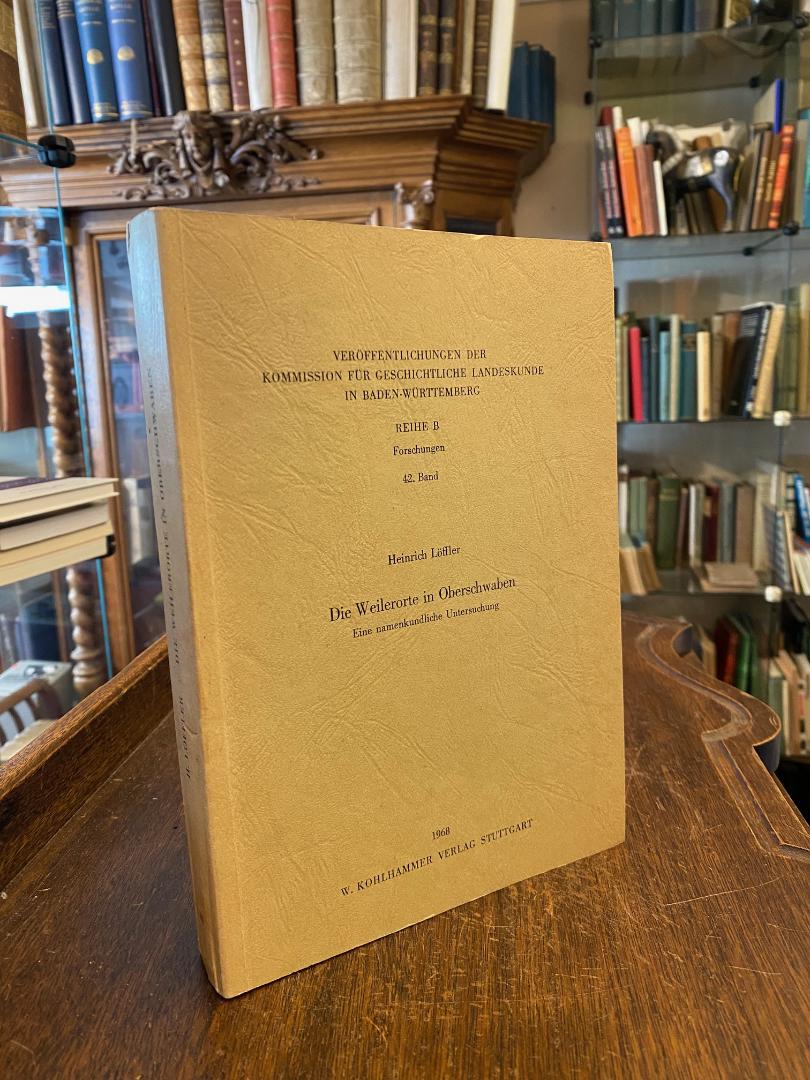 VERÖFFENTLICHUNGEN DER
KOMMISSION FÜR GESCHICHTLICHE LANDESKUNDE
IN BADEN-WÜRTTEMBERG
REIHE B
Forschungen
42. Band
Heinrich Löffler
Die Weilerorte in Oberschwaben
Eine namenkundliche Untersuchung
1968
W. KOHLHAMMER VERLAG STUTTGART
H. LÖFFLER DIE WEILERORTE IN OBERSCHWABEN